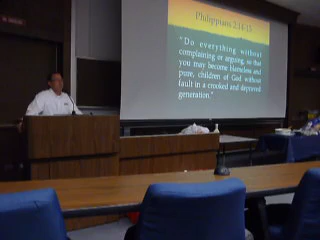 Philippians 2:14-15
"Do everything without
complaining or arguing, so that
you may become blameless and
pure, children of God without
fault in a crooked and depraved
generation."